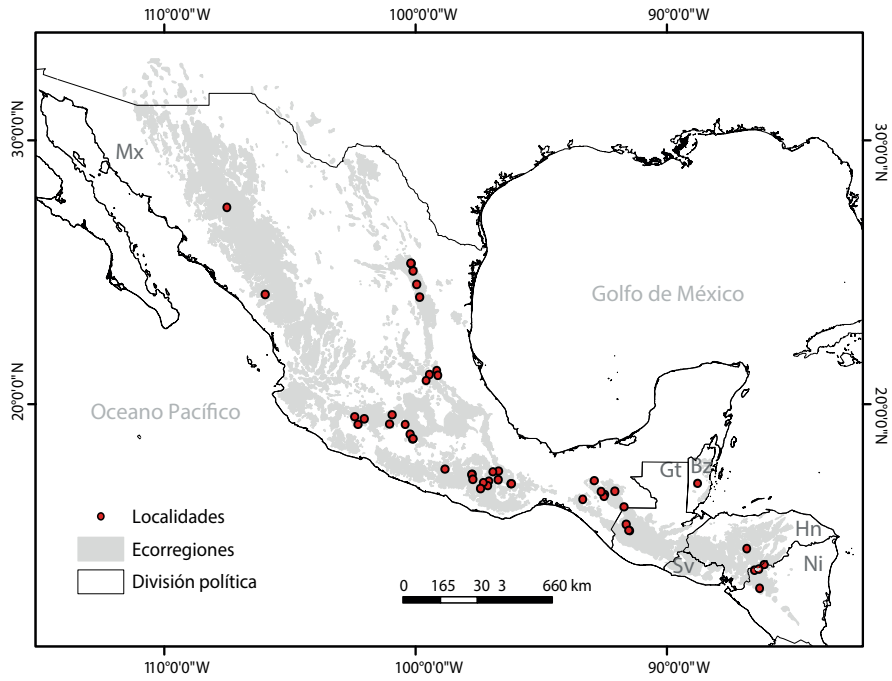 110°0'0"W 100°0'0"W 90°0'0"W
30°0'0"N 30°0'0"N
Mx
Golfo de México
20°0'0"N 20°0'0"N
Oceano Pacífico
Gt Bz
Localidades
Hn
Ecorregiones
Ni
Sv
División política
0 165 30 3 660 km
110°0'0"W 100°0'0"W 90°0'0"W